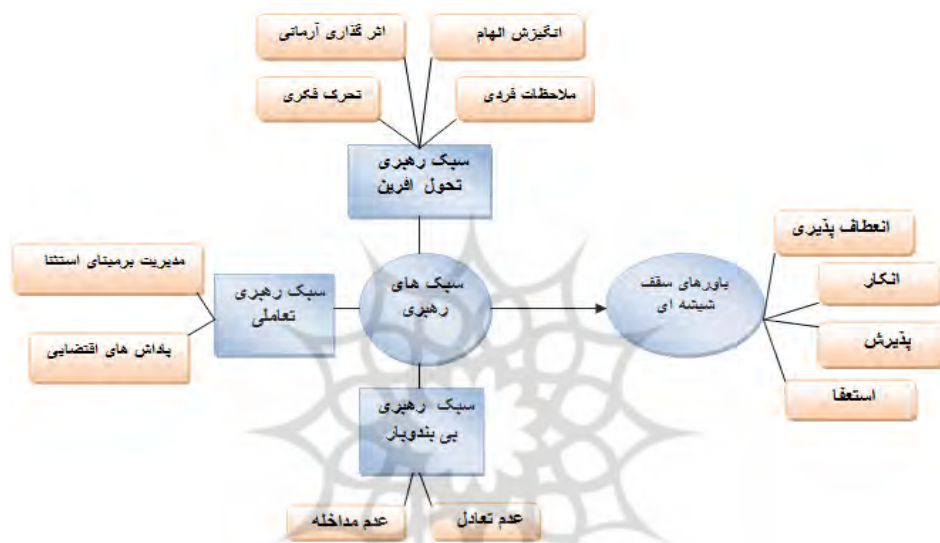 انگیزش الهام
اثر گذاری آرمانی
ملاحظات فردی
تحرک فکری
سبک رهبری
تحول افرین
انعطاف پذیری
انکار
پذیرش
استعفا
باورهای سقف
شیشه ای
سبک های
رهبری
سبک رهبری
تعاملی
مدیریت برمبنای استثنا
پاداش های اقتضایی
سبک رهبری
بی بندوبار
عدم تعادل
عدم مداخله